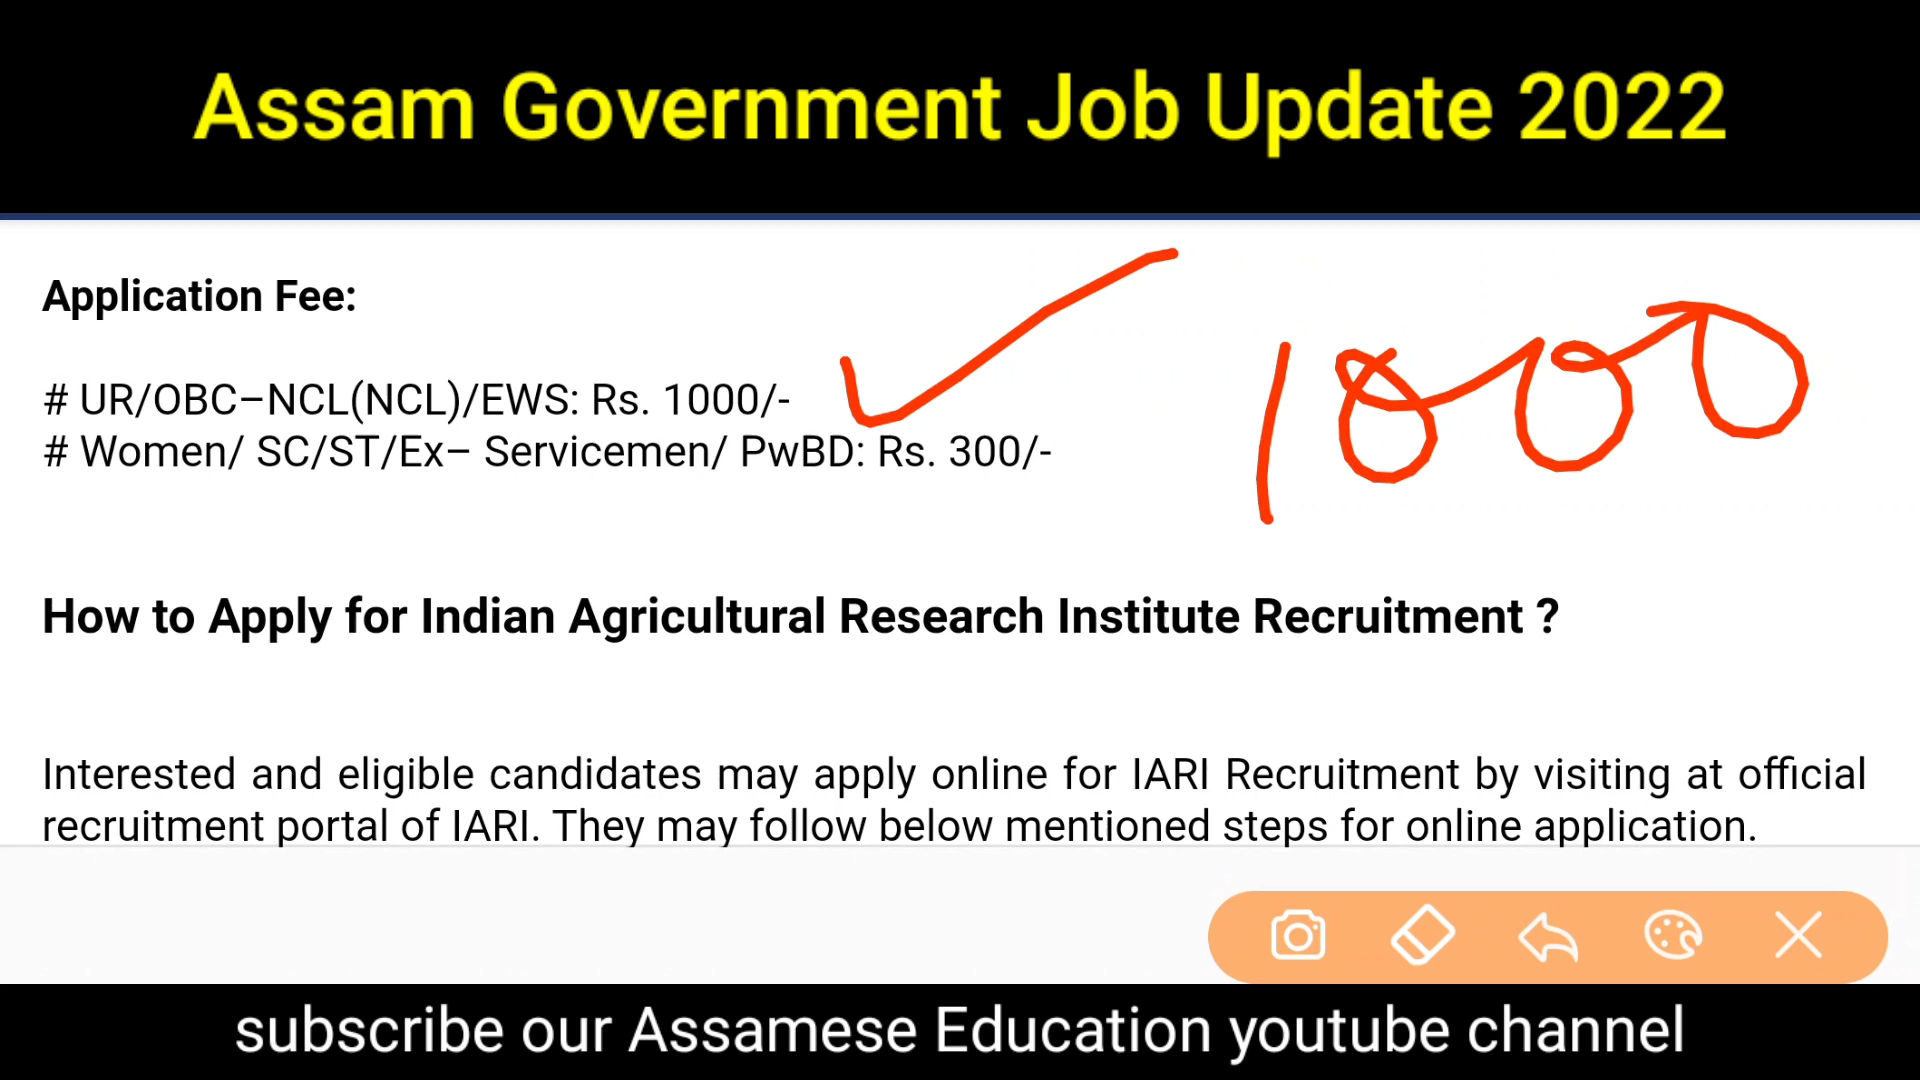 Assam Government Job Update 2022
Application Fee:
# UR/OBC–NCL(NCL)/EWS: Rs. 1000/-
1000
# Women/ SC/ST/Ex– Servicemen/ PwBD: Rs. 300/-
How to Apply for Indian Agricultural Research Institute Recruitment ?
Interested and eligible candidates may apply online for IARI Recruitment by visiting at official
recruitment portal of IARI. They may follow below mentioned steps for online application.
subscribe our Assamese Education youtube channel